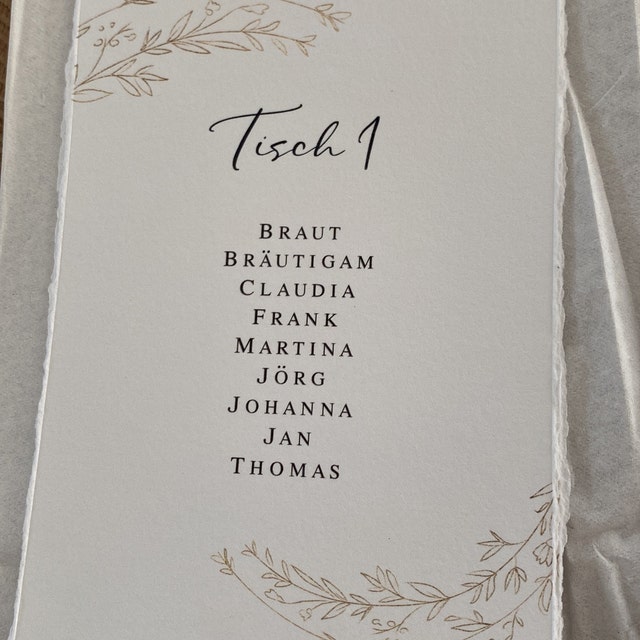 Tisch 1
BRAUT
BRÄUTIGAM
CLAUDIA
FRANK
MARTINA
JÖRG
JOHANNA
JAN
THOMAS